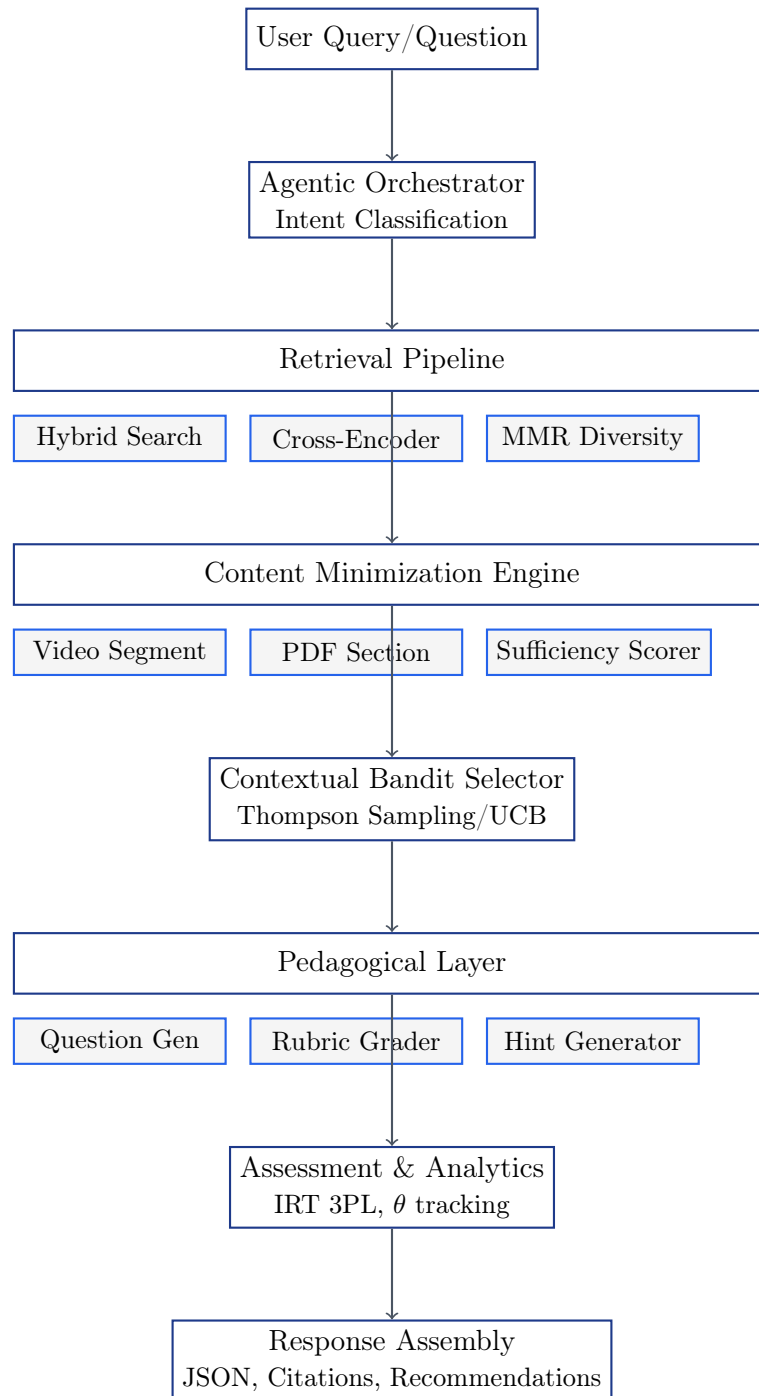 User Query/Question
Agentic Orchestrator
Intent Classification
Retrieval Pipeline
Hybrid Search
Cross-Encoder
MMR Diversity
Content Minimization Engine
Video Segment
PDF Section
Sufficiency Scorer
Contextual Bandit Selector
Thompson Sampling/UCB
Pedagogical Layer
Question Gen
Rubric Grader
Hint Generator
Assessment & Analytics
IRT 3PL, θ tracking
Response Assembly
JSON, Citations, Recommendations